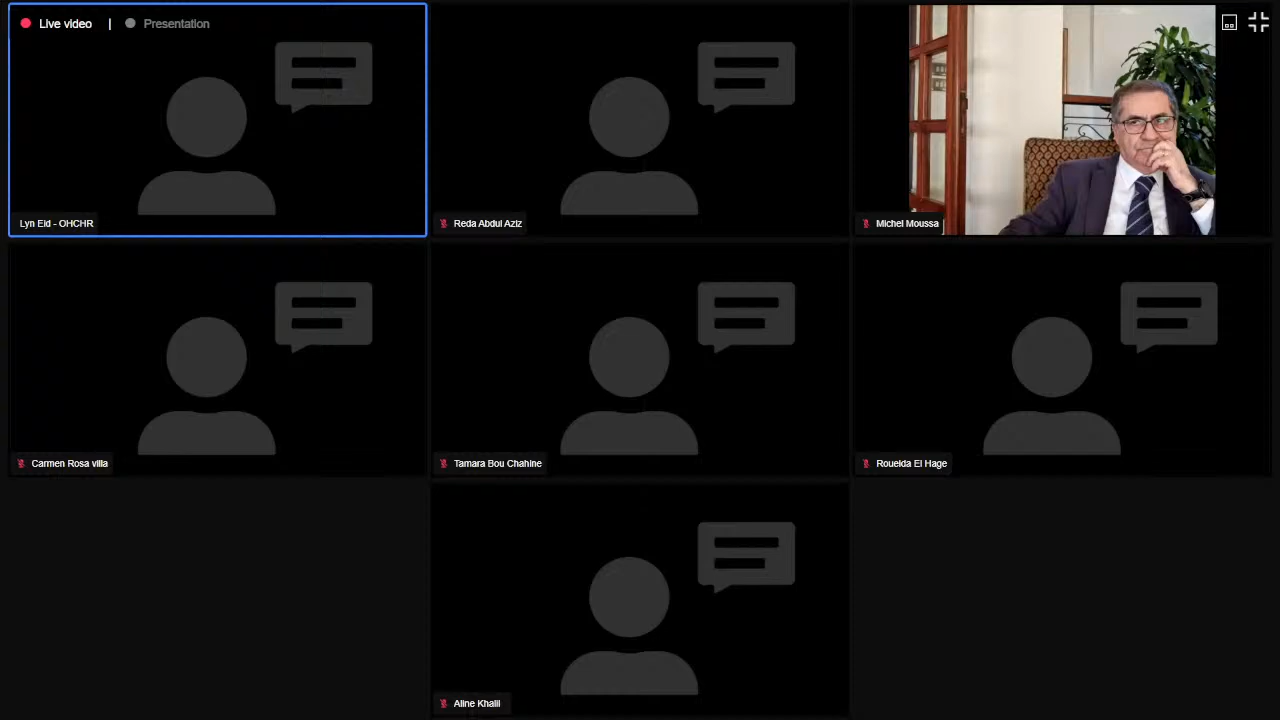 Live video | Presentation
Lyn Eid - OHCHR
Reda Abdul Aziz
Michel Moussa
Carmen Rosa villa
Tamara Bou Chahine
Roueida El Hage
Aline Khalil